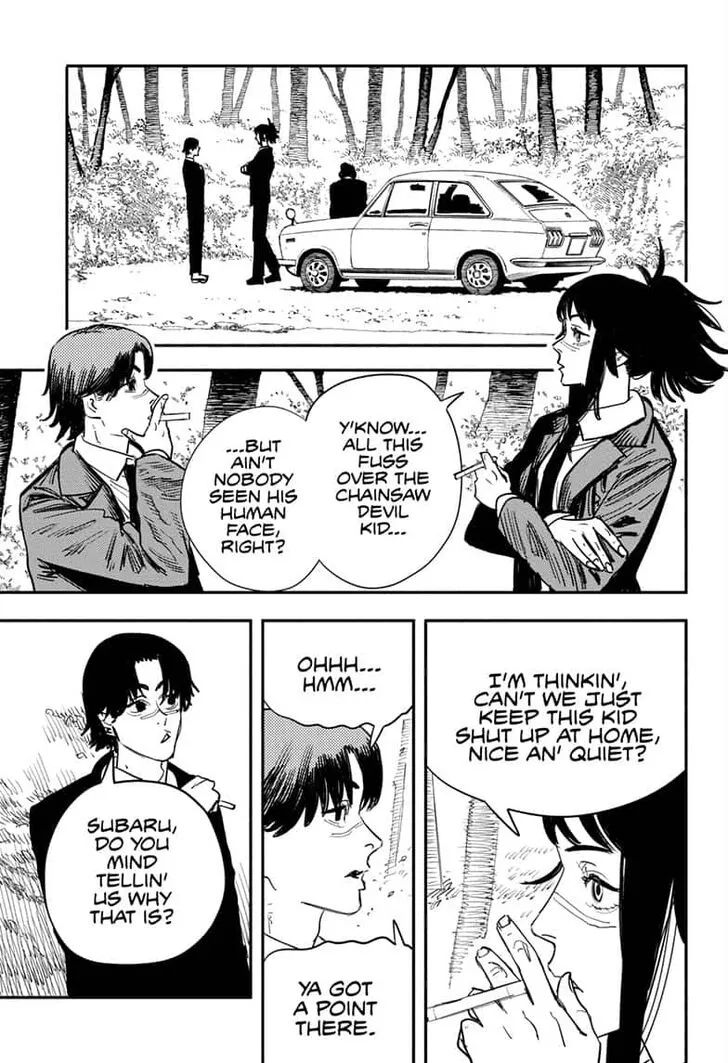 Y'KNOW...
ALL THIS
FUSS
OVER THE
CHAINSAW
DEVIL
KID...
...BUT
AIN'T
NOBODY
SEEN HIS
HUMAN
FACE,
RIGHT?
I'M THINKIN',
CAN'T WE JUST
KEEP THIS KID
SHUT UP AT HOME,
NICE AN' QUIET?
OHHH...
HMM...
YA GOT
A POINT
THERE.
SUBARU,
DO YOU
MIND
TELLIN'
US WHY
THAT IS?